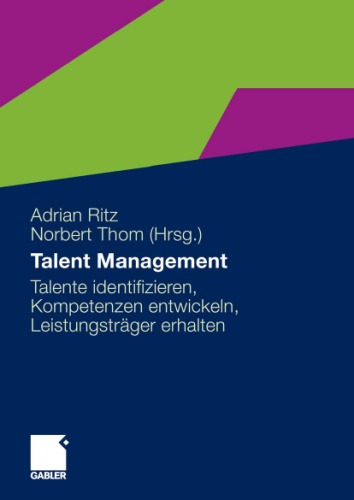 Adrian Ritz
Norbert Thom (Hrsg.)
Talent Management
Talente identifizieren,
Kompetenzen entwickeln,
Leistungsträger erhalten
GABLER